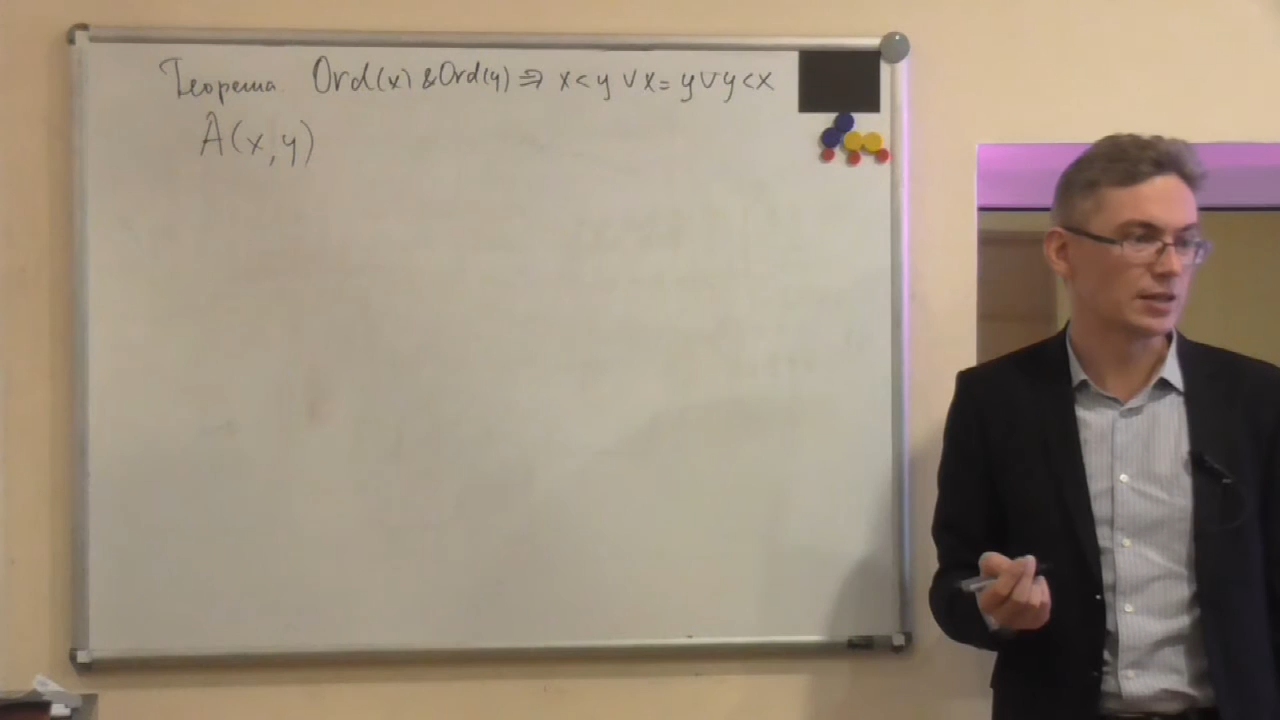 Теорема. Ord(x) & Ord(y) ⇒ x < y ∨ x = y ∨ y < x
Â(x, y)